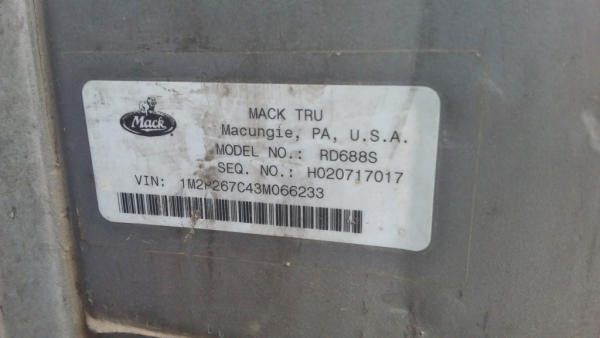 Mack
MACK TRU
Macungie, PA, U.S.A.
MODEL NO.: RD688S
SEQ. NO.: H020717017
VIN: 1M2P267C43M066233